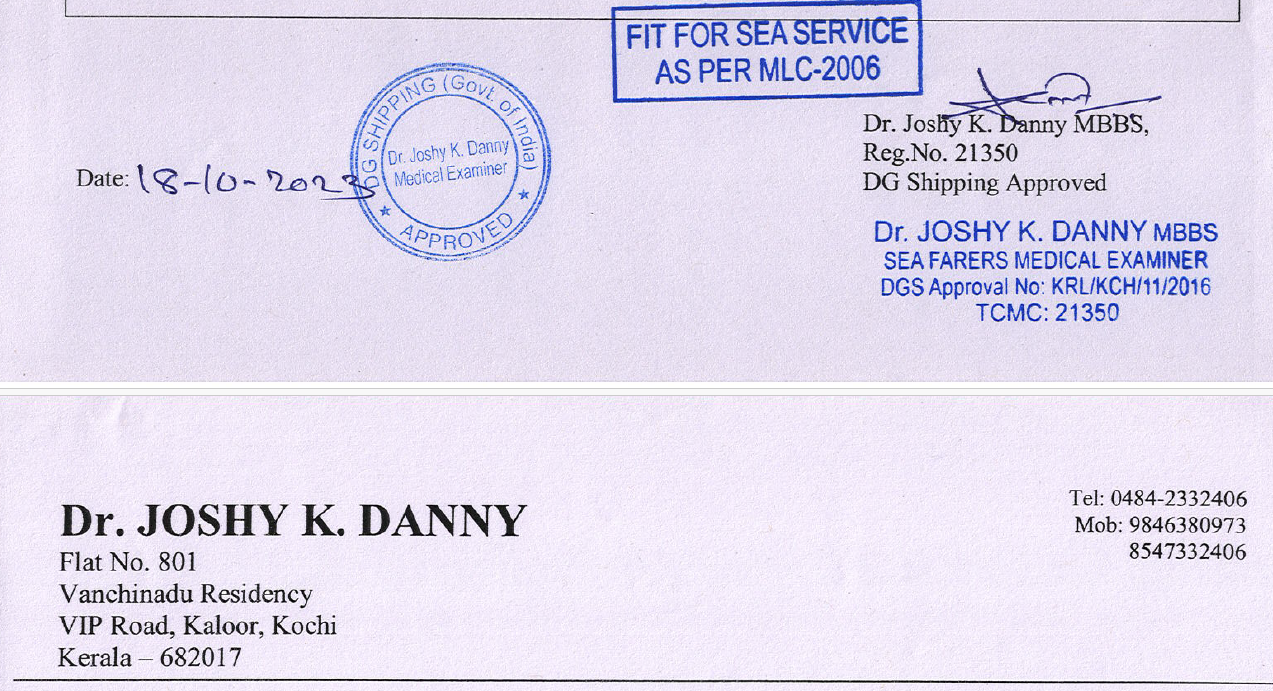 FIT FOR SEA SERVICE
AS PER MLC-2006
DG SHIPPING (Govt. of India)
Dr. Joshy K. Danny
Medical Examiner
★ APPROVED ★
Date: 18-10-2023
Dr. Joshy K. Danny MBBS,
Reg.No. 21350
DG Shipping Approved
Dr. JOSHY K. DANNY MBBS
SEA FARERS MEDICAL EXAMINER
DGS Approval No: KRL/KCH/11/2016
TCMC: 21350
Dr. JOSHY K. DANNY
Flat No. 801
Vanchinadu Residency
VIP Road, Kaloor, Kochi
Kerala – 682017
Tel: 0484-2332406
Mob: 9846380973
8547332406